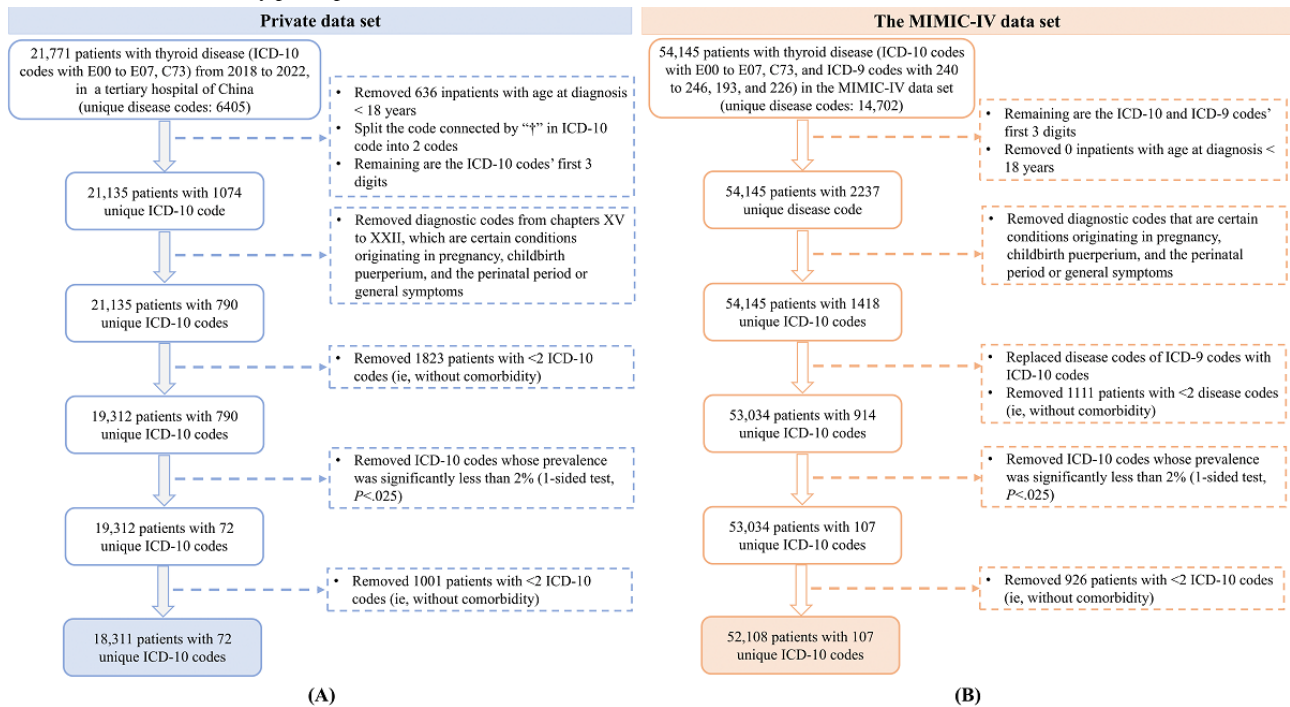 Private data set
21,771 patients with thyroid disease (ICD-10
codes with E00 to E07, C73) from 2018 to 2022,
in a tertiary hospital of China
(unique disease codes: 6405)
• Removed 636 inpatients with age at diagnosis
< 18 years
• Split the code connected by “†” in ICD-10
code into 2 codes
• Remaining are the ICD-10 codes’ first 3
digits
21,135 patients with 1074
unique ICD-10 code
• Removed diagnostic codes from chapters XV
to XXII, which are certain conditions
originating in pregnancy, childbirth
puerperium, and the perinatal period or
general symptoms
21,135 patients with 790
unique ICD-10 codes
• Removed 1823 patients with <2 ICD-10
codes (ie, without comorbidity)
19,312 patients with 790
unique ICD-10 codes
• Removed ICD-10 codes whose prevalence
was significantly less than 2% (1-sided test,
P<.025)
19,312 patients with 72
unique ICD-10 codes
• Removed 1001 patients with <2 ICD-10
codes (ie, without comorbidity)
18,311 patients with 72
unique ICD-10 codes
(A)
The MIMIC-IV data set
54,145 patients with thyroid disease (ICD-10 codes
with E00 to E07, C73, and ICD-9 codes with 240
to 246, 193, and 226) in the MIMIC-IV data set
(unique disease codes: 14,702)
• Remaining are the ICD-10 and ICD-9 codes’
first 3 digits
• Removed 0 inpatients with age at diagnosis <
18 years
54,145 patients with 2237
unique disease code
• Removed diagnostic codes that are certain
conditions originating in pregnancy,
childbirth puerperium, and the perinatal
period or general symptoms
54,145 patients with 1418
unique ICD-10 codes
• Replaced disease codes of ICD-9 codes with
ICD-10 codes
• Removed 1111 patients with <2 disease codes
(ie, without comorbidity)
53,034 patients with 914
unique ICD-10 codes
• Removed ICD-10 codes whose prevalence
was significantly less than 2% (1-sided test,
P<.025)
53,034 patients with 107
unique ICD-10 codes
• Removed 926 patients with <2 ICD-10 codes
(ie, without comorbidity)
52,108 patients with 107
unique ICD-10 codes
(B)